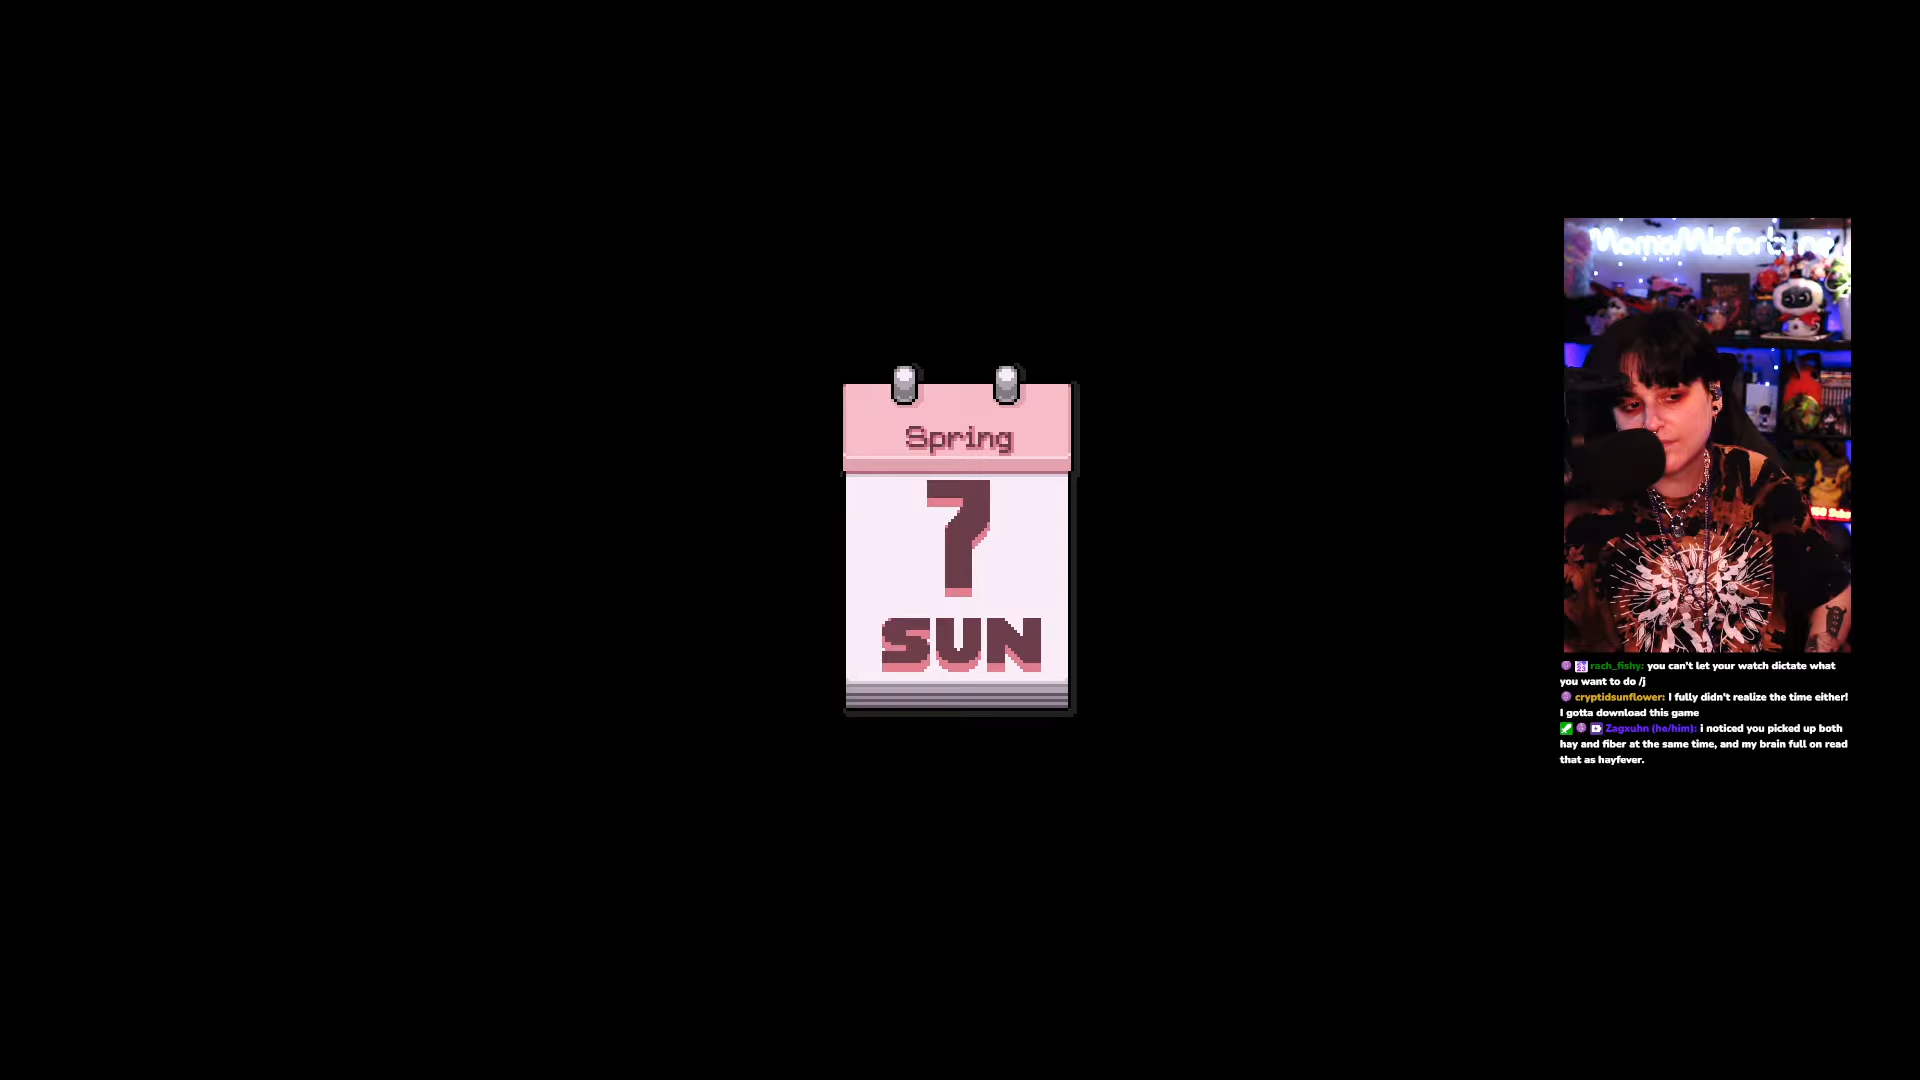 MomoMisfortune
Spring
7
SUN
rach_fishy: you can't let your watch dictate what
you want to do /j
cryptidsunflower: I fully didn't realize the time either!
I gotta download this game
Zagxuhn (he/him): i noticed you picked up both
hay and fiber at the same time, and my brain full on read
that as hayfever.